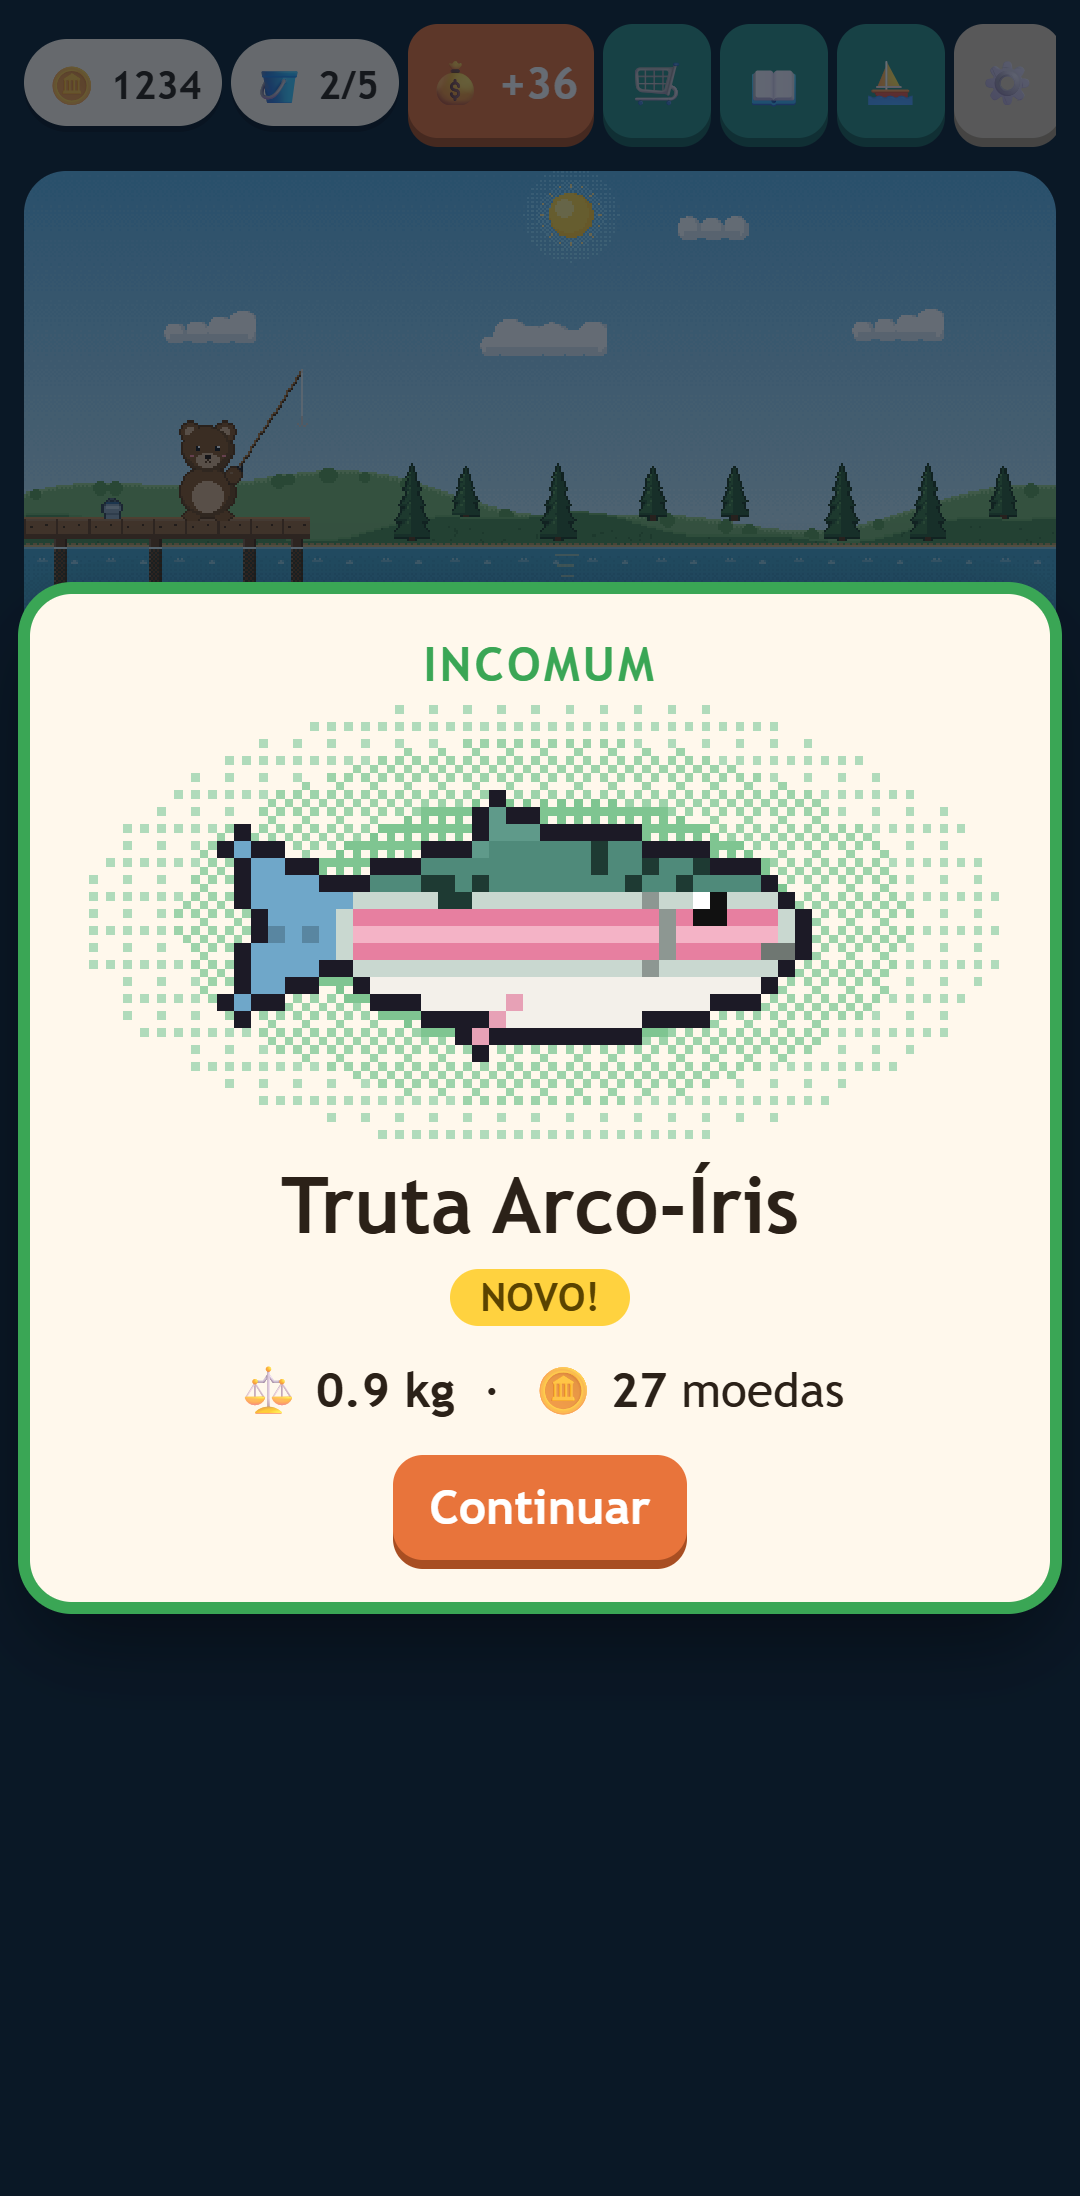 1234
2/5
+36
INCOMUM
Truta Arco-Íris
NOVO!
0.9 kg · 27 moedas
Continuar